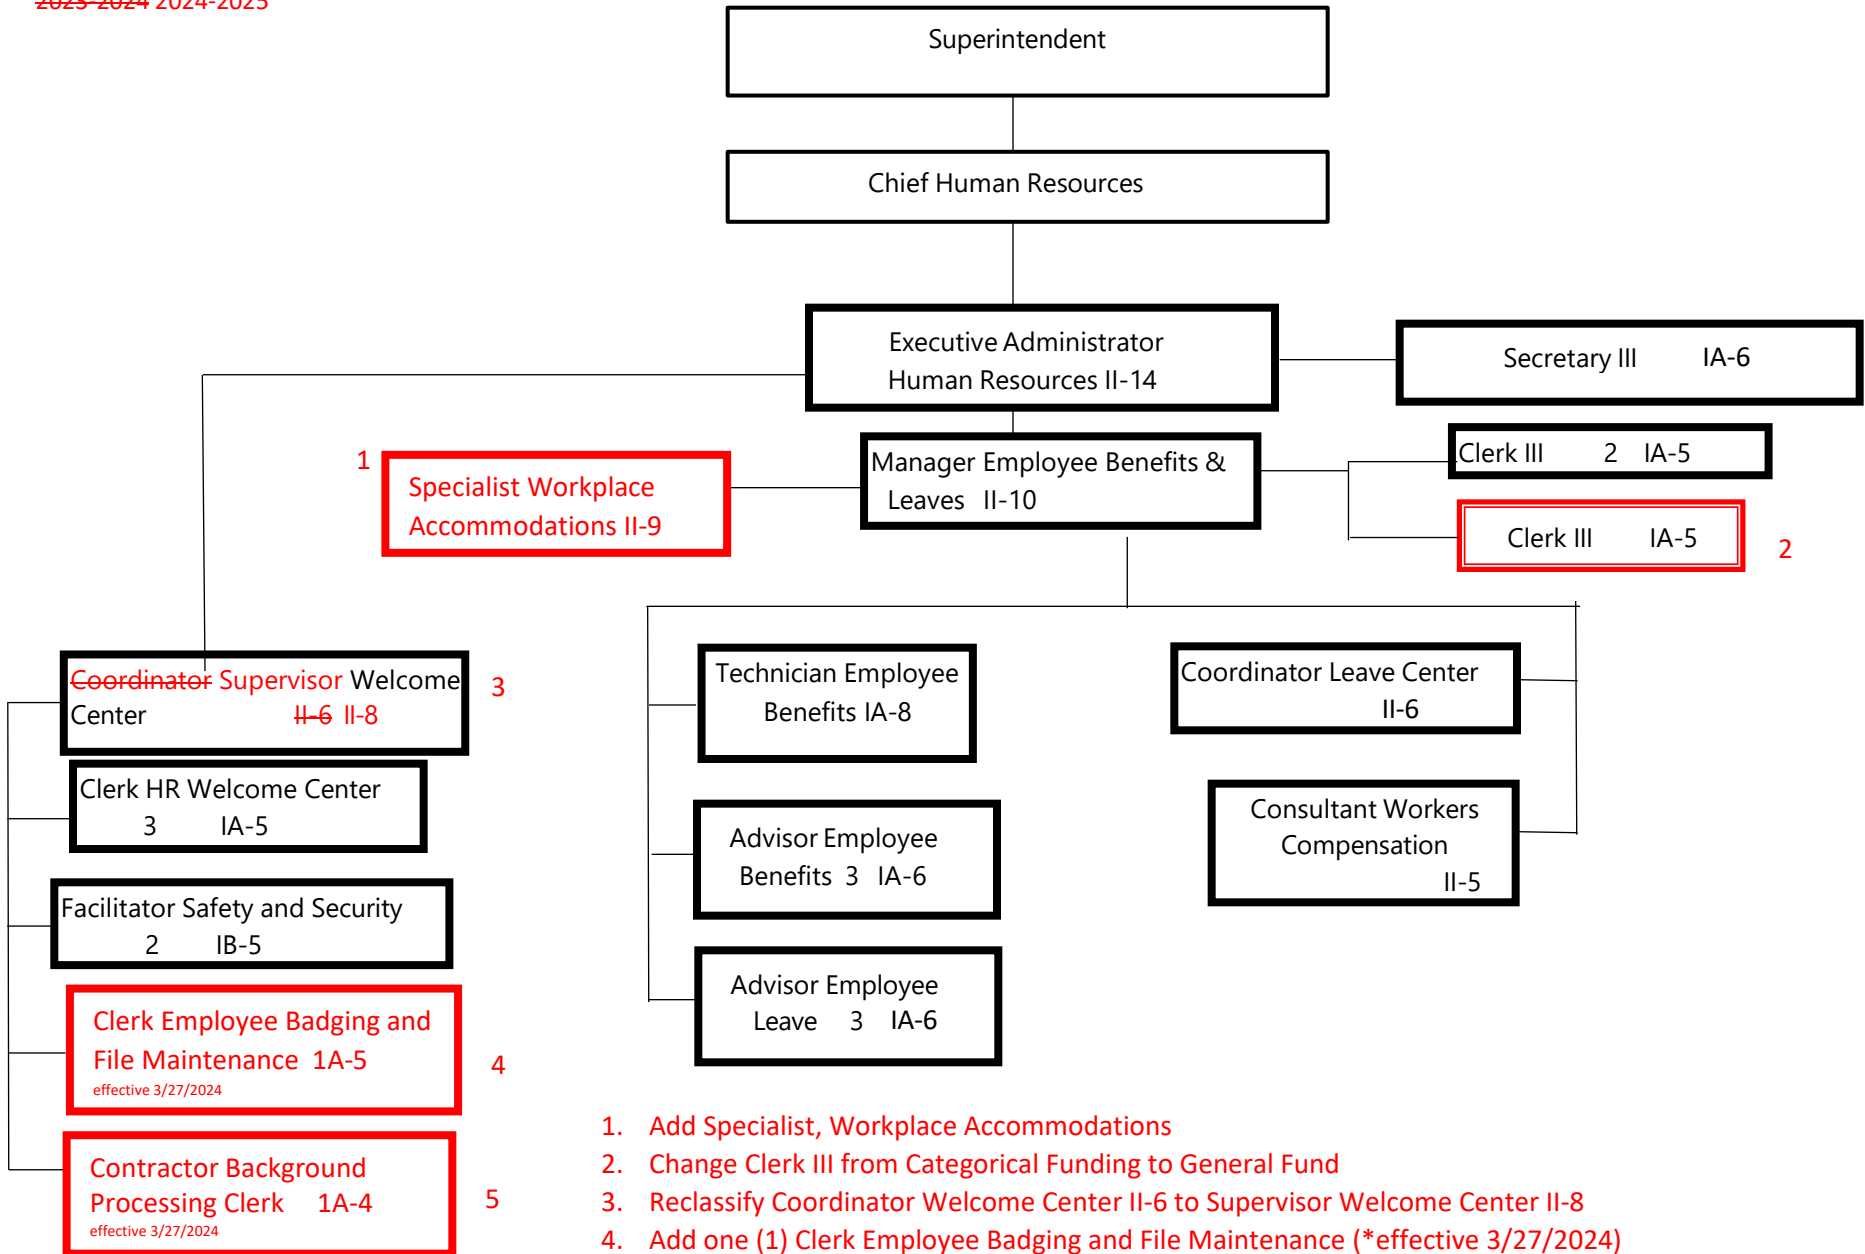 2023-2024 2024-2025
Superintendent
Chief Human Resources
Executive Administrator
Human Resources II-14
Secretary III IA-6
1
Specialist Workplace
Accommodations II-9
Manager Employee Benefits &
Leaves II-10
Clerk III 2 IA-5
Clerk III IA-5
2
Coordinator Supervisor Welcome
Center II-6 II-8
3
Clerk HR Welcome Center
3 IA-5
Facilitator Safety and Security
2 IB-5
Clerk Employee Badging and
File Maintenance 1A-5
effective 3/27/2024
4
Contractor Background
Processing Clerk 1A-4
effective 3/27/2024
5
Technician Employee
Benefits IA-8
Advisor Employee
Benefits 3 IA-6
Advisor Employee
Leave 3 IA-6
Coordinator Leave Center
II-6
Consultant Workers
Compensation
II-5
1. Add Specialist, Workplace Accommodations
2. Change Clerk III from Categorical Funding to General Fund
3. Reclassify Coordinator Welcome Center II-6 to Supervisor Welcome Center II-8
4. Add one (1) Clerk Employee Badging and File Maintenance (*effective 3/27/2024)